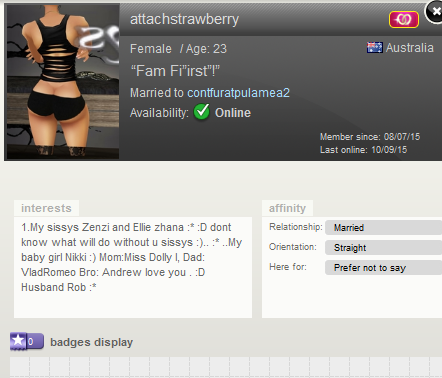 attachstrawberry
Female / Age: 23
Australia
“Fam Fi”irst”!”
Married to contfuratpulamea2
Availability: Online
Member since: 08/07/15
Last online: 10/09/15
interests
1.My sissys Zenzi and Ellie zhana :* :D dont
know what will do without u sissys :).. :* ..My
baby girl Nikki :) Mom:Miss Dolly I, Dad:
VladRomeo Bro: Andrew love you . :D
Husband Rob :*
affinity
Relationship: Married
Orientation: Straight
Here for: Prefer not to say
0 badges display